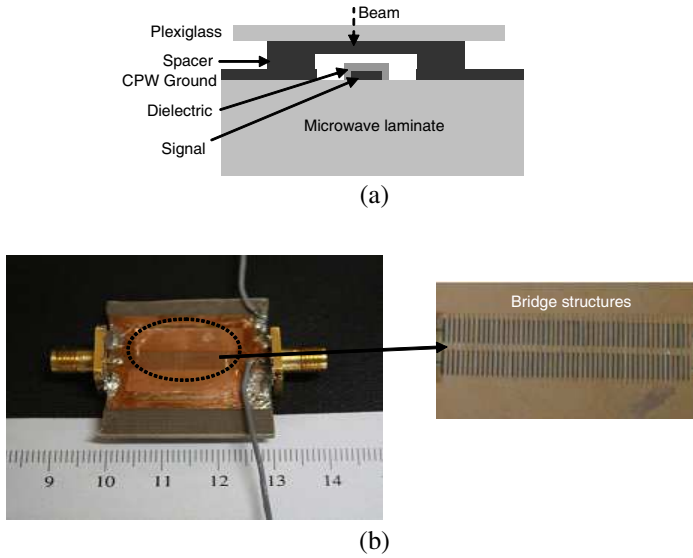 Beam
Plexiglass
Spacer
CPW Ground
Dielectric
Signal
Microwave laminate
(a)
Bridge structures
9 10 11 12 13 14
(b)